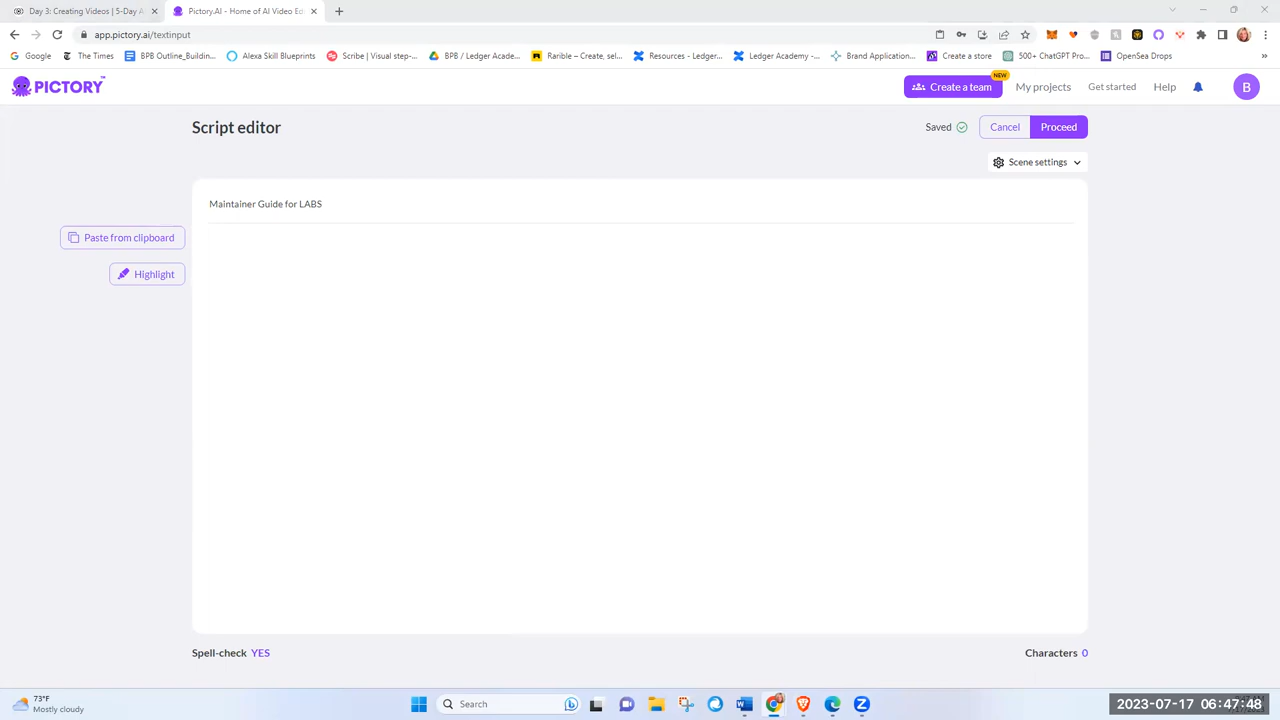 Day 3: Creating Videos | 5-Day A
Pictory.AI - Home of AI Video Ed
app.pictory.ai/textinput
Google
The Times
BPB Outline_Building...
Alexa Skill Blueprints
Scribe | Visual step-...
BPB / Ledger Acade...
Rarible – Create, sel...
Resources - Ledger...
Ledger Academy -...
Brand Application...
Create a store
500+ ChatGPT Pro...
OpenSea Drops
PICTORY™
NEW
Create a team
My projects
Get started
Help
B
Script editor
Saved
Cancel
Proceed
Scene settings
Maintainer Guide for LABS
Paste from clipboard
Highlight
Spell-check YES
Characters 0
73°F
Mostly cloudy
Search
2023-07-17 06:47:48